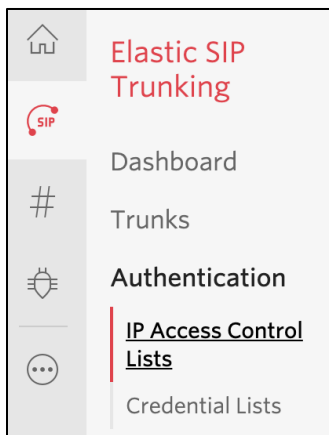 Elastic SIP
Trunking
SIP
Dashboard
#
Trunks
Authentication
IP Access Control
Lists
Credential Lists